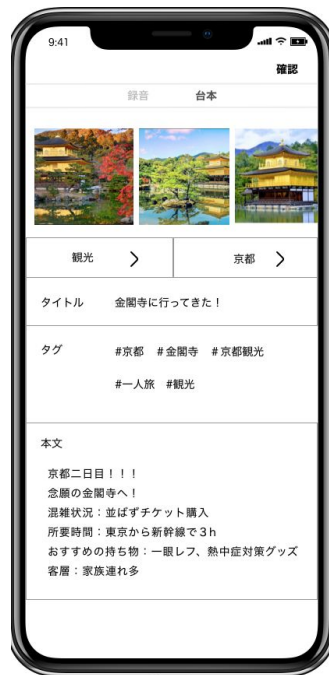 9:41
確認
録音 台本
観光 京都
タイトル 金閣寺に行ってきた！
タグ #京都 #金閣寺 #京都観光
#一人旅 #観光
本文
京都二日目！！！
念願の金閣寺へ！
混雑状況：並ばずチケット購入
所要時間：東京から新幹線で３h
おすすめの持ち物：一眼レフ、熱中症対策グッズ
客層：家族連れ多